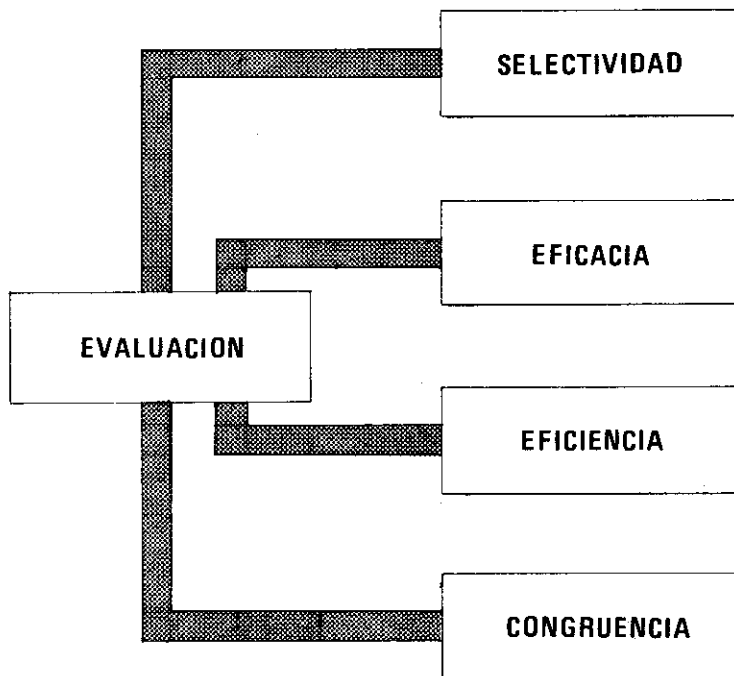 SELECTIVIDAD
EFICACIA
EVALUACION
EFICIENCIA
CONGRUENCIA